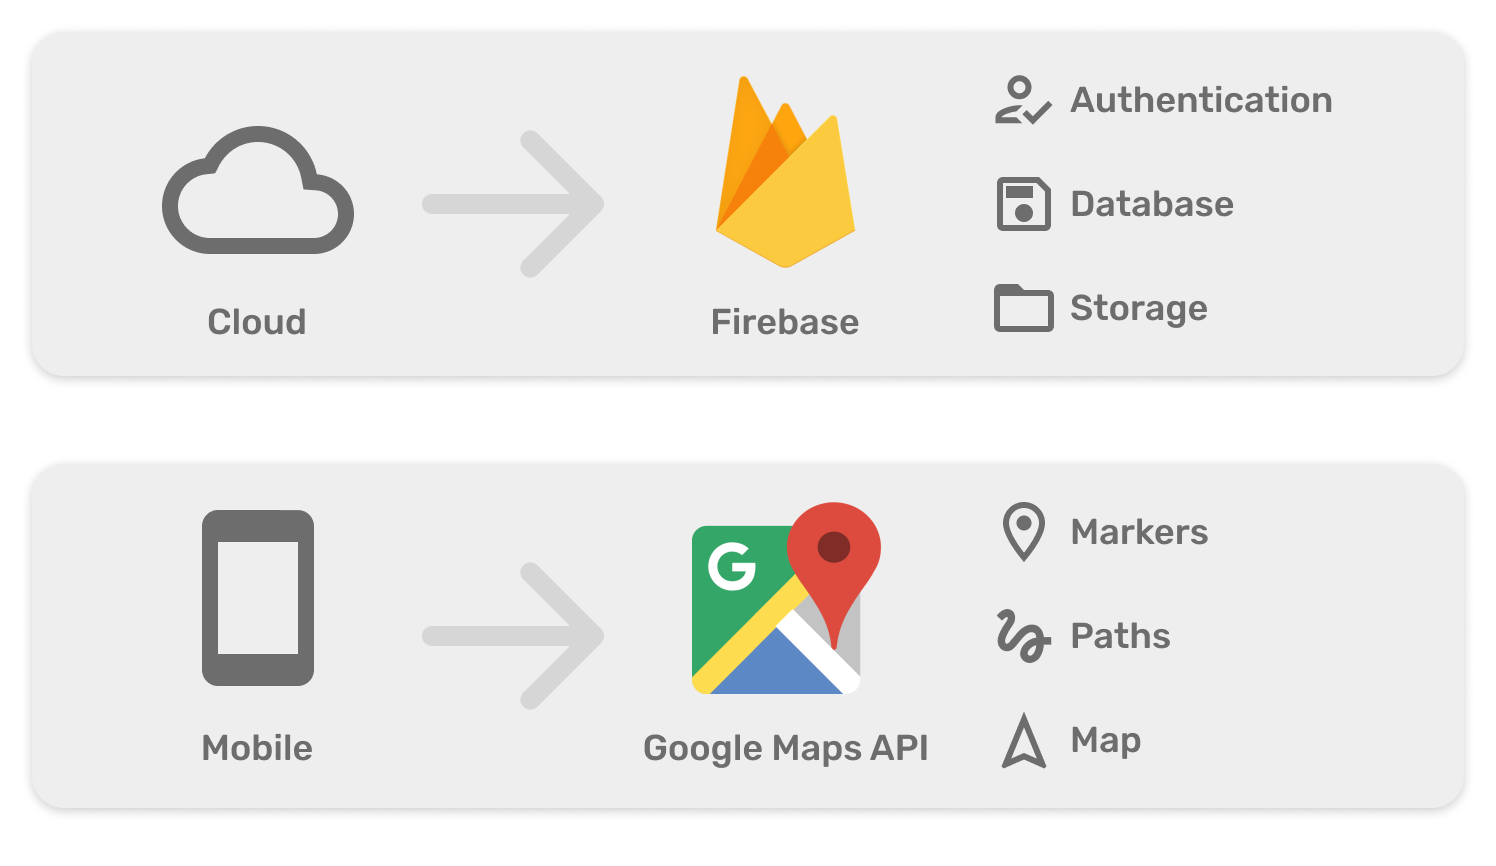 Authentication
Database
Storage
Cloud
Firebase
G
Markers
Paths
Map
Mobile
Google Maps API